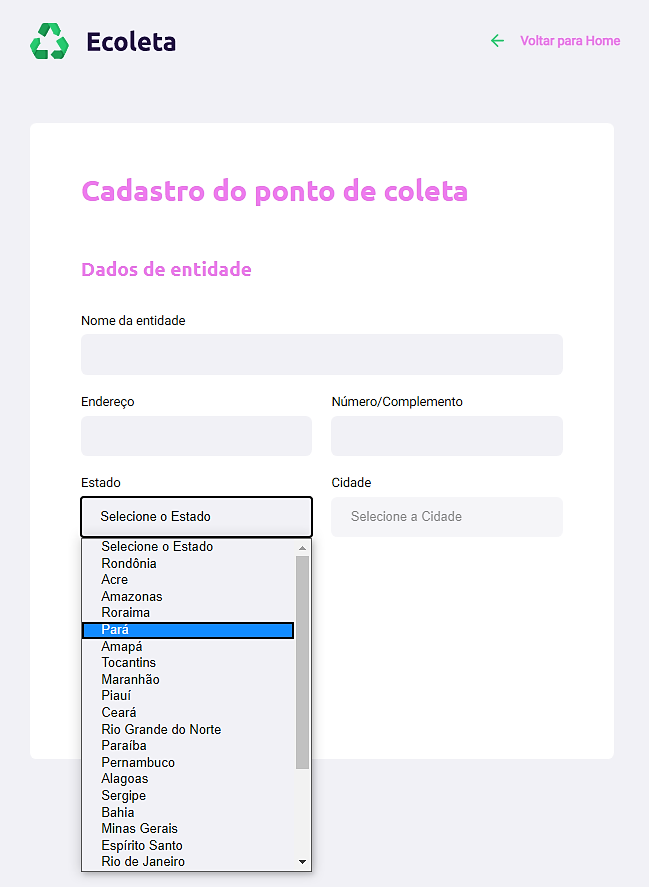 Ecoleta
Voltar para Home
Cadastro do ponto de coleta
Dados de entidade
Nome da entidade
Endereço
Número/Complemento
Estado
Cidade
Selecione o Estado
Selecione a Cidade
Selecione o Estado
Rondônia
Acre
Amazonas
Roraima
Pará
Amapá
Tocantins
Maranhão
Piauí
Ceará
Rio Grande do Norte
Paraíba
Pernambuco
Alagoas
Sergipe
Bahia
Minas Gerais
Espírito Santo
Rio de Janeiro